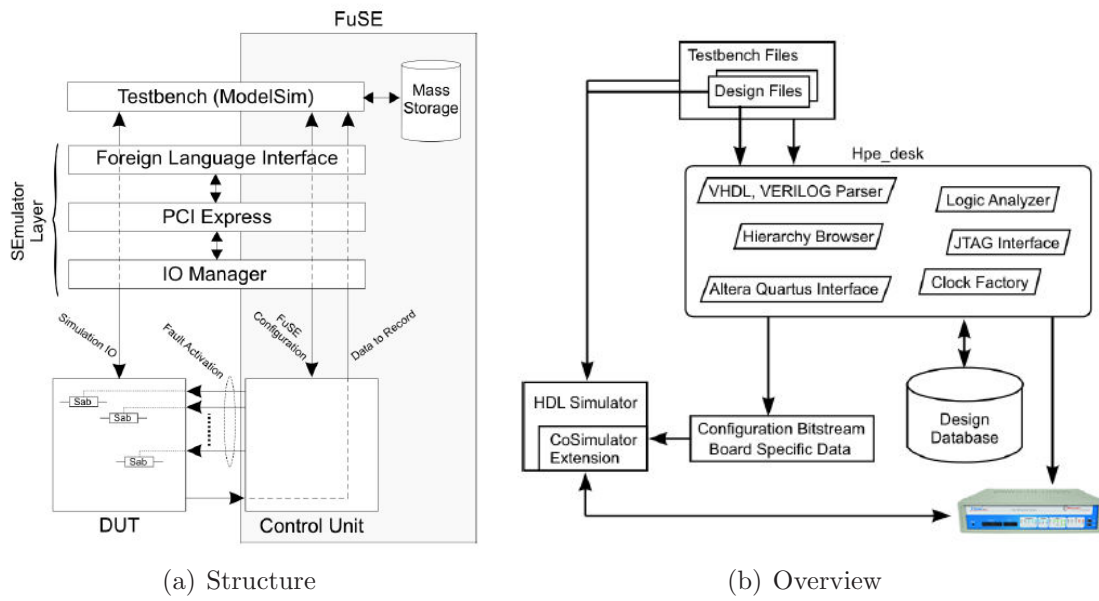 FuSE
Testbench (ModelSim)
Mass
Storage
Foreign Language Interface
PCI Express
IO Manager
SEmulator
Layer
Simulation IO
Fault Activation
FuSE
Configuration
Data to Record
Sab
Sab
Sab
DUT
Control Unit
(a) Structure
Testbench Files
Design Files
Hpe_desk
VHDL, VERILOG Parser
Logic Analyzer
Hierarchy Browser
JTAG Interface
Altera Quartus Interface
Clock Factory
HDL Simulator
CoSimulator
Extension
Configuration Bitstream
Board Specific Data
Design
Database
(b) Overview